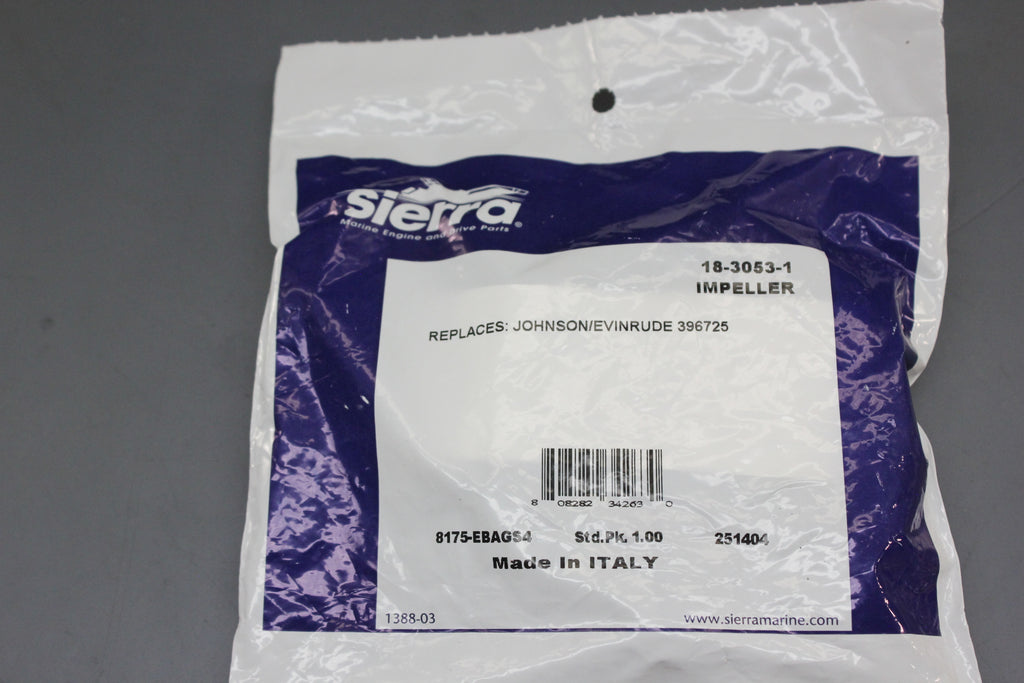 sierra®
Marine Engine and Drive Parts
18-3053-1
IMPELLER
REPLACES: JOHNSON/EVINRUDE 396725
8 08282 34263 0
8175-EBAGS4 Std.Pk. 1.00 251404
Made In ITALY
1388-03 www.sierramarine.com